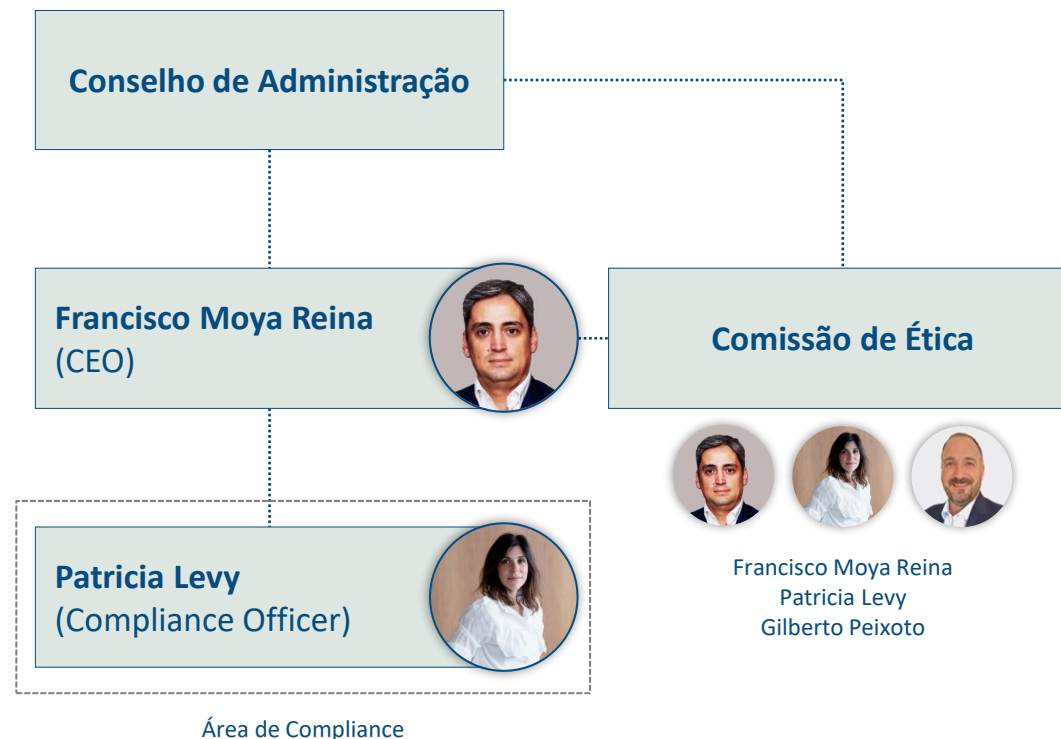 Conselho de Administração
Francisco Moya Reina
(CEO)
Comissão de Ética
Patricia Levy
(Compliance Officer)
Francisco Moya Reina
Patricia Levy
Gilberto Peixoto
Área de Compliance